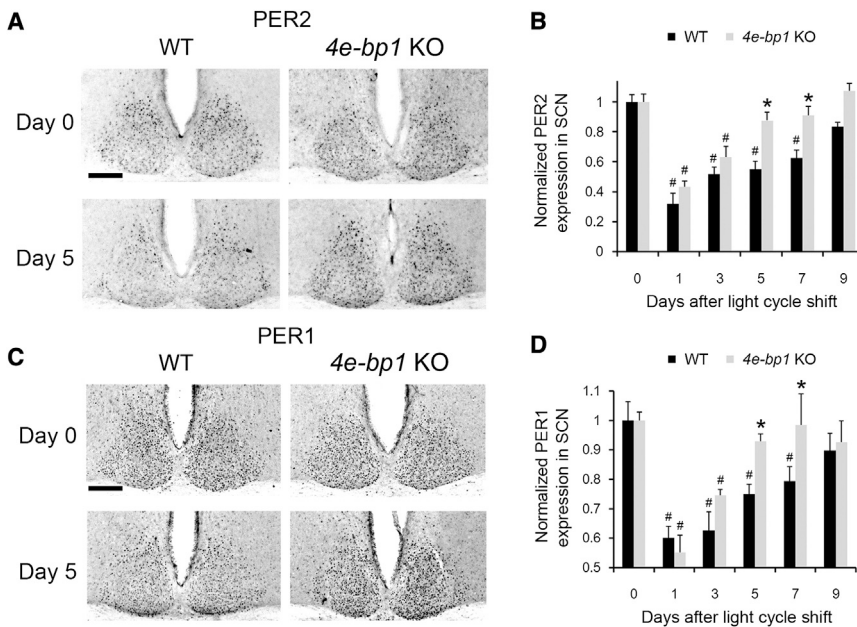 A
PER2
WT
4e-bp1 KO
Day 0
Day 5
B
WT
4e-bp1 KO
Normalized PER2
expression in SCN
1
0.8
0.6
0.4
0.2
0
# # # # # * # *
0 1 3 5 7 9
Days after light cycle shift
C
PER1
WT
4e-bp1 KO
Day 0
Day 5
D
WT
4e-bp1 KO
Normalized PER1
expression in SCN
1.1
1
0.9
0.8
0.7
0.6
0.5
# # # # # * # *
0 1 3 5 7 9
Days after light cycle shift